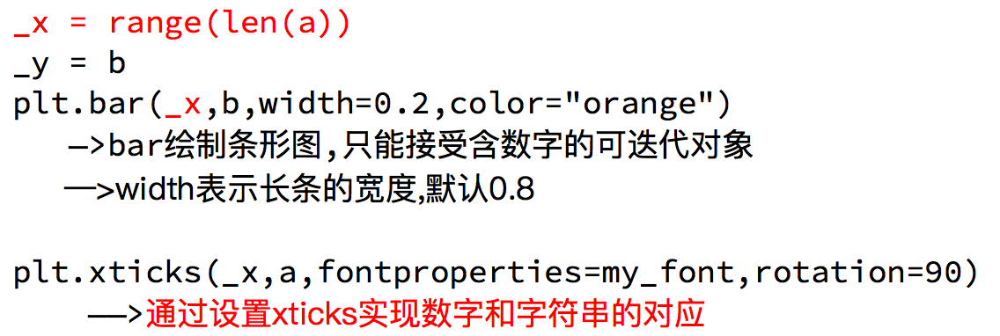 _x = range(len(a))
_y = b
plt.bar(_x,b,width=0.2,color="orange")
—>bar绘制条形图,只能接受含数字的可迭代对象
——>width表示长条的宽度,默认0.8
plt.xticks(_x,a,fontproperties=my_font,rotation=90)
——>通过设置xticks实现数字和字符串的对应